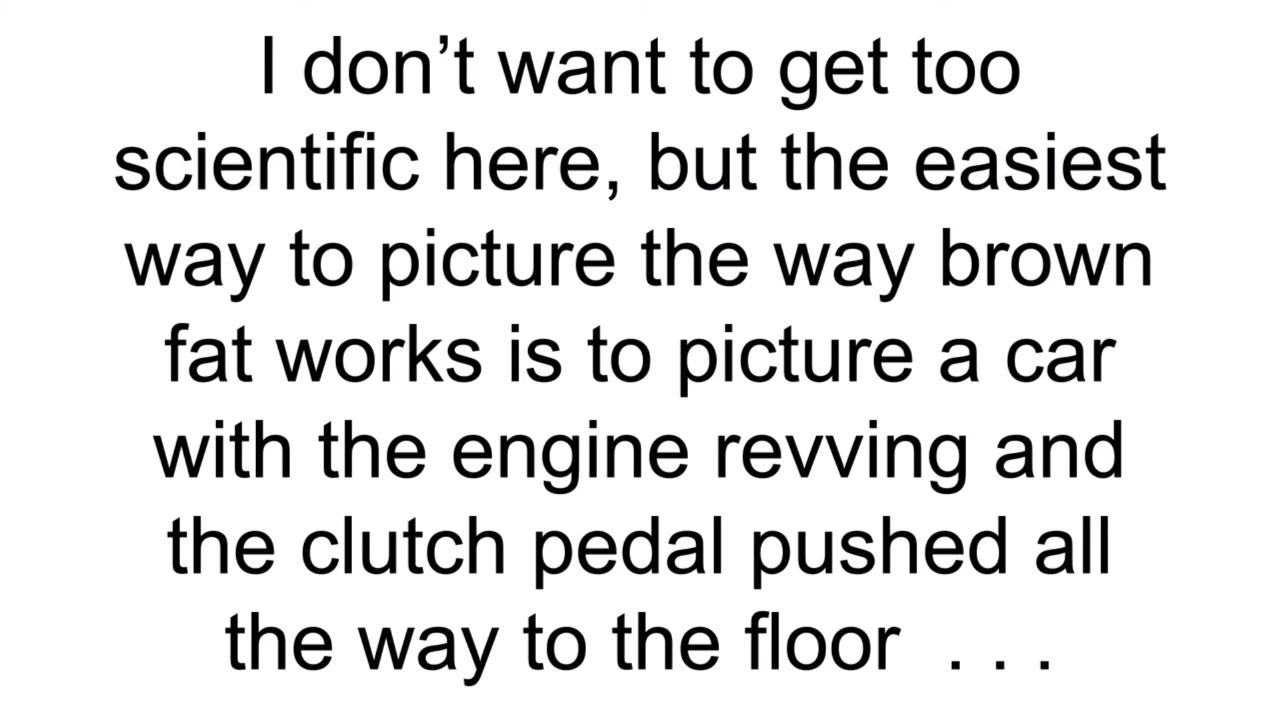 I don’t want to get too
scientific here, but the easiest
way to picture the way brown
fat works is to picture a car
with the engine revving and
the clutch pedal pushed all
the way to the floor  . . .